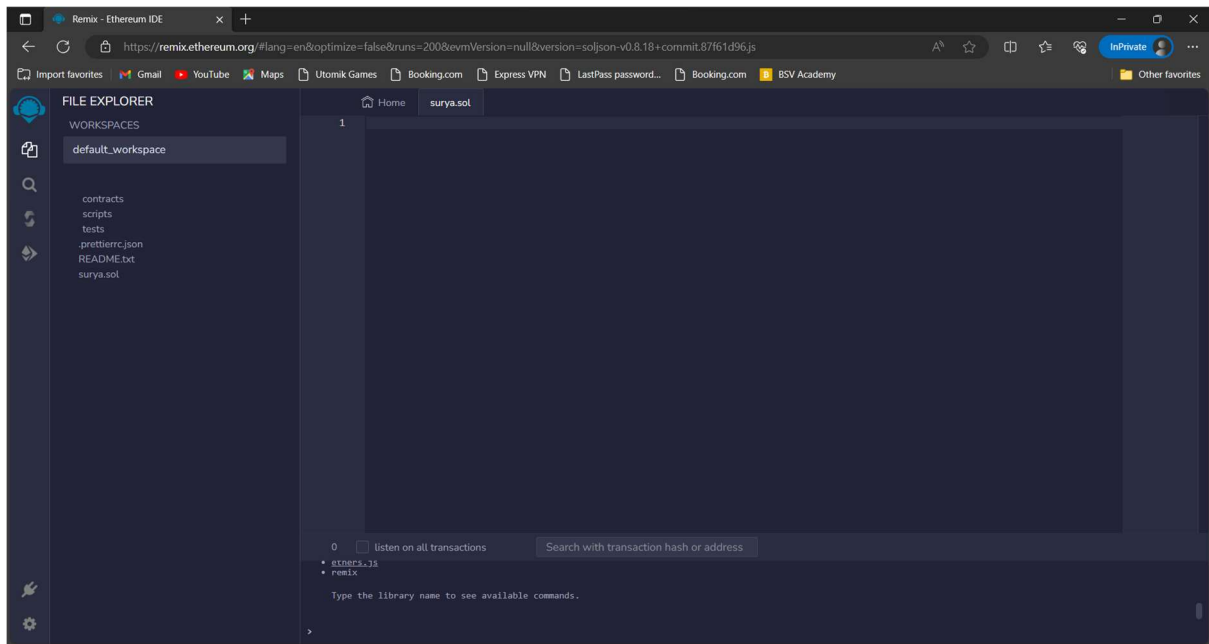 Remix - Ethereum IDE
https://remix.ethereum.org/#lang=en&optimize=false&runs=200&evmVersion=null&version=soljson-v0.8.18+commit.87f61d96.js
InPrivate
Import favorites Gmail YouTube Maps Utomik Games Booking.com Express VPN LastPass password... Booking.com BSV Academy Other favorites
FILE EXPLORER
WORKSPACES
default_workspace
contracts
scripts
tests
.prettierrc.json
README.txt
surya.sol
Home surya.sol
1
0 listen on all transactions Search with transaction hash or address
• ethers.js
• remix
Type the library name to see available commands.
>